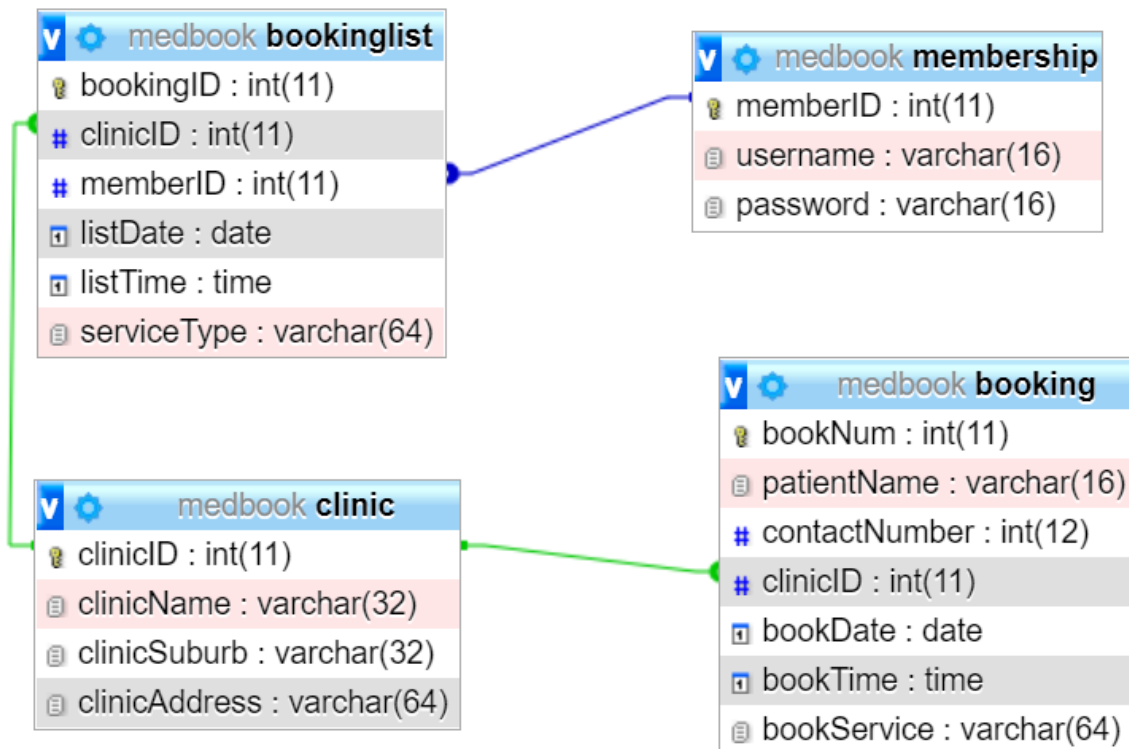 v medbook bookinglist
bookingID : int(11)
# clinicID : int(11)
# memberID : int(11)
listDate : date
listTime : time
serviceType : varchar(64)
v medbook membership
memberID : int(11)
username : varchar(16)
password : varchar(16)
v medbook clinic
clinicID : int(11)
clinicName : varchar(32)
clinicSuburb : varchar(32)
clinicAddress : varchar(64)
v medbook booking
bookNum : int(11)
patientName : varchar(16)
# contactNumber : int(12)
# clinicID : int(11)
bookDate : date
bookTime : time
bookService : varchar(64)